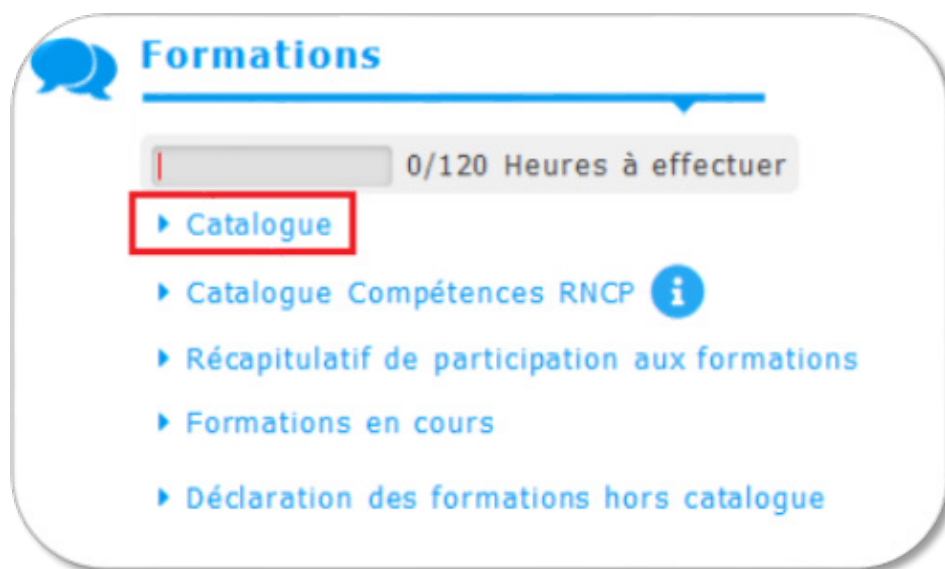 Formations
0/120 Heures à effectuer
Catalogue
Catalogue Compétences RNCP
Récapitulatif de participation aux formations
Formations en cours
Déclaration des formations hors catalogue